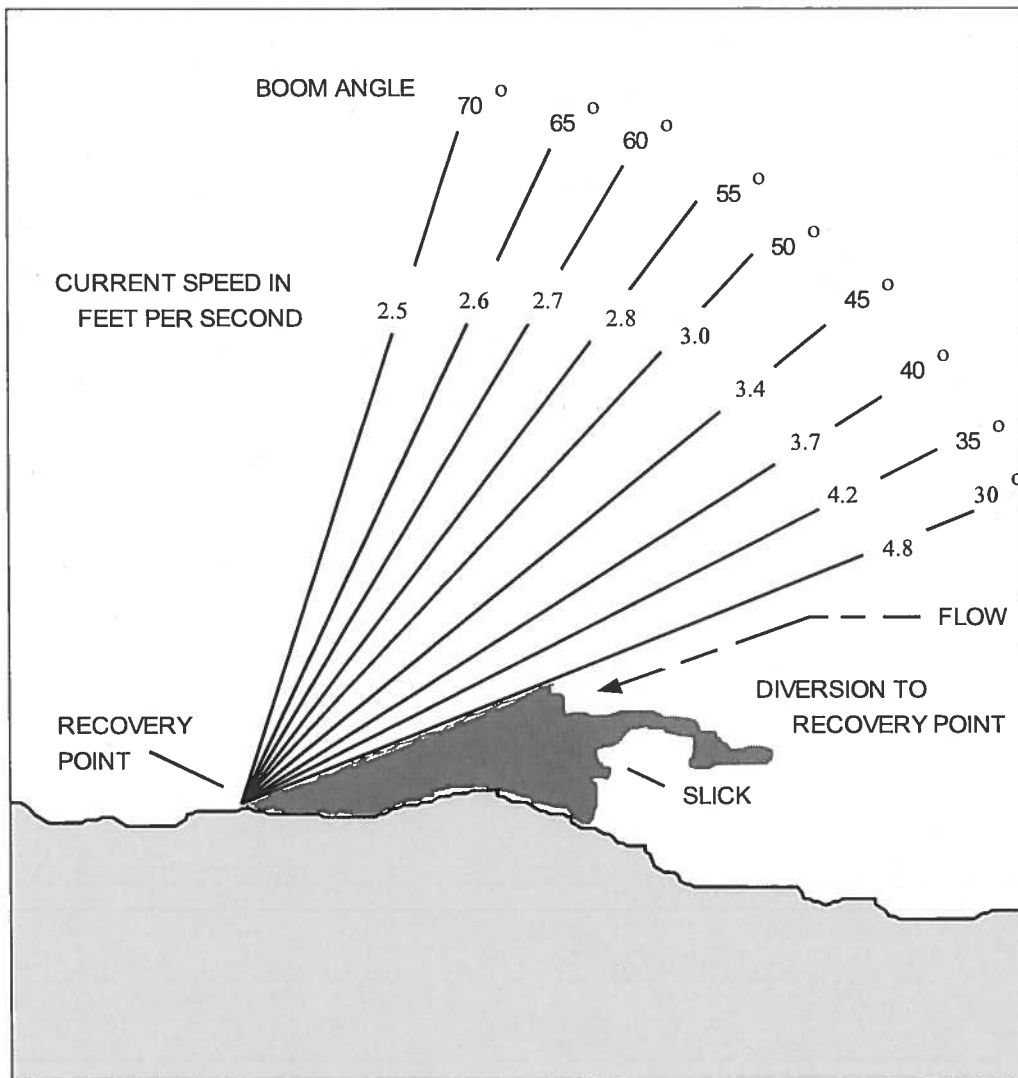 BOOM ANGLE
70 o
65 o
60 o
55 o
50 o
45 o
40 o
35 o
30 o
CURRENT SPEED IN
FEET PER SECOND
2.5
2.6
2.7
2.8
3.0
3.4
3.7
4.2
4.8
FLOW
DIVERSION TO
RECOVERY POINT
RECOVERY
POINT
SLICK